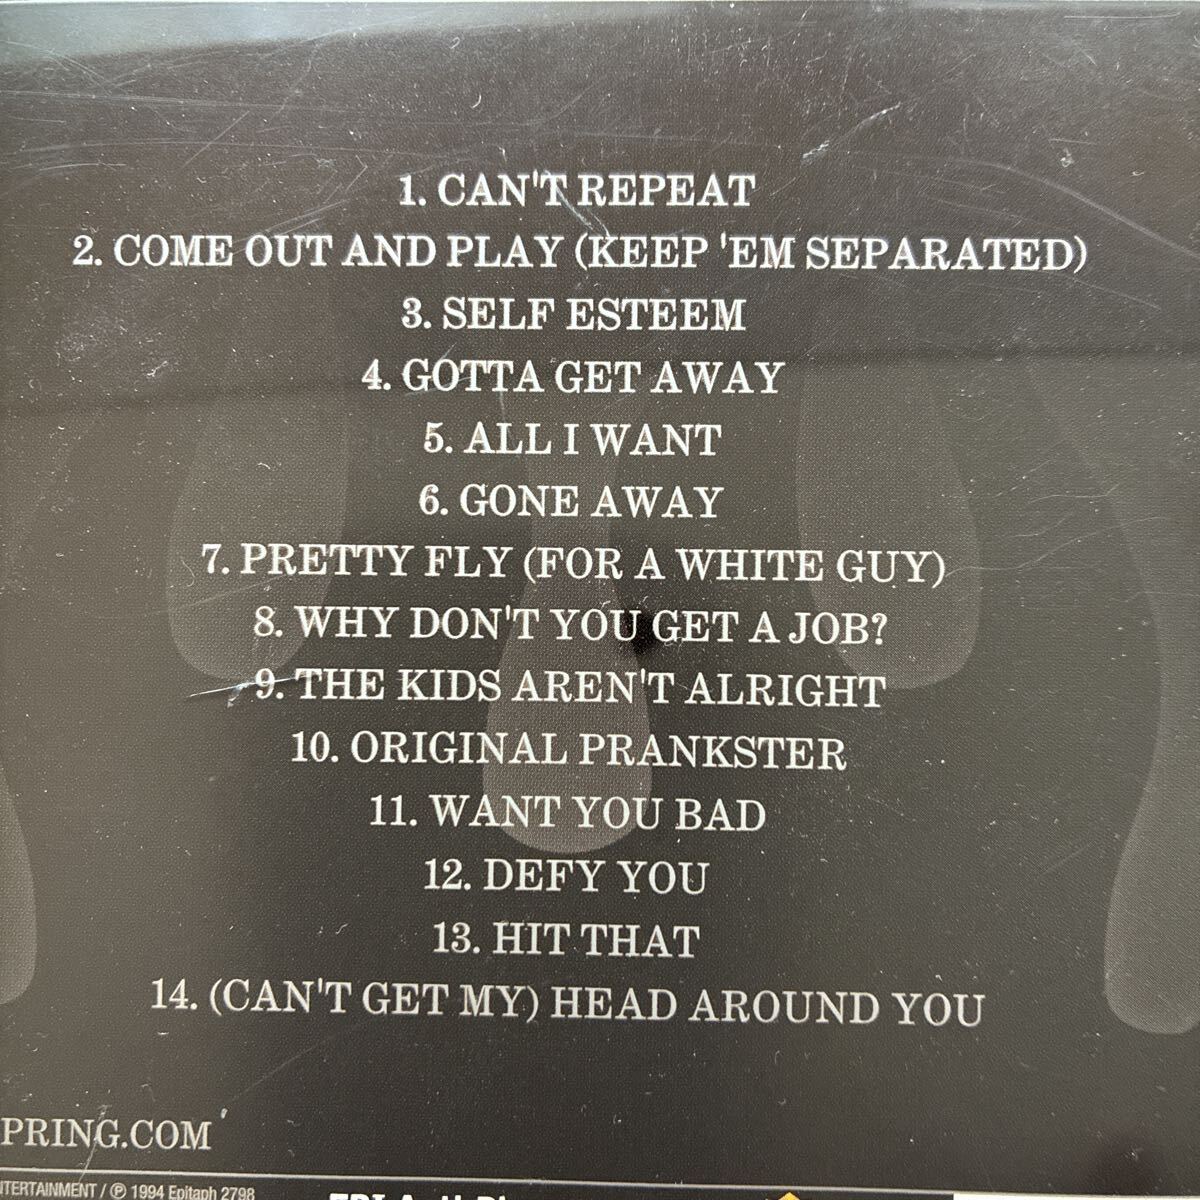 1. CAN'T REPEAT
2. COME OUT AND PLAY (KEEP 'EM SEPARATED)
3. SELF ESTEEM
4. GOTTA GET AWAY
5. ALL I WANT
6. GONE AWAY
7. PRETTY FLY (FOR A WHITE GUY)
8. WHY DON'T YOU GET A JOB?
9. THE KIDS AREN'T ALRIGHT
10. ORIGINAL PRANKSTER
11. WANT YOU BAD
12. DEFY YOU
13. HIT THAT
14. (CAN'T GET MY) HEAD AROUND YOU
PRING.COM
NTERTAINMENT / ℗ 1994 Epitaph 2798